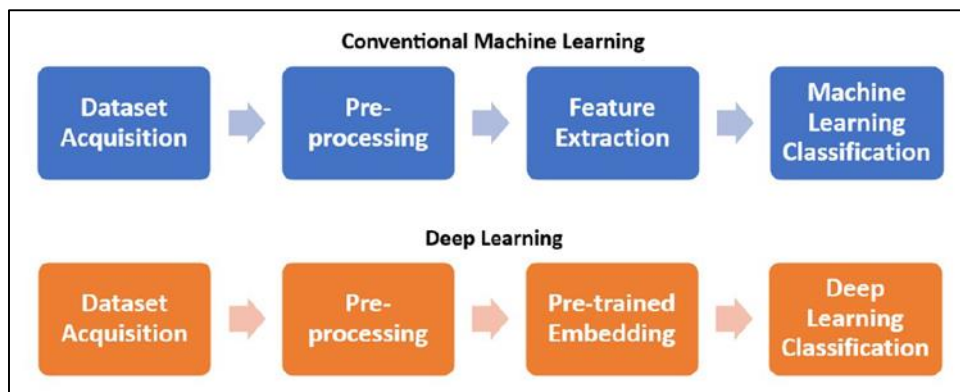 Conventional Machine Learning
Dataset
Acquisition
Pre-
processing
Feature
Extraction
Machine
Learning
Classification
Deep Learning
Dataset
Acquisition
Pre-
processing
Pre-trained
Embedding
Deep
Learning
Classification